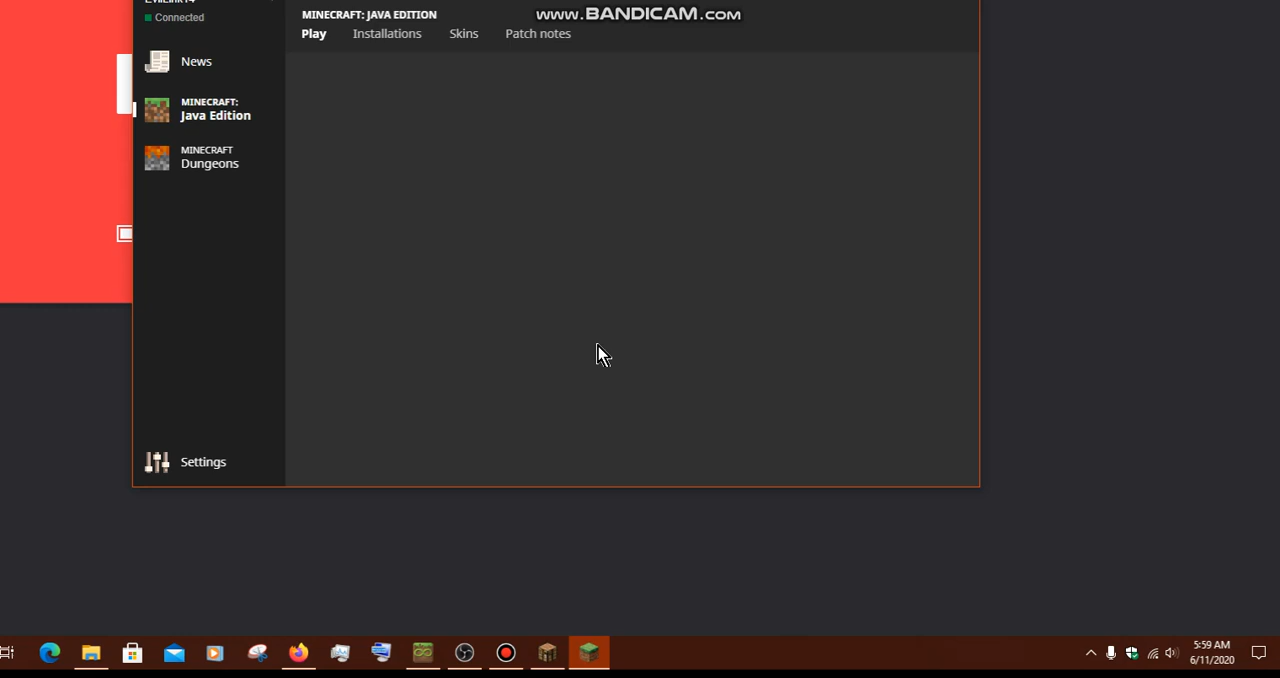 Connected
MINECRAFT: JAVA EDITION
www.BANDICAM.com
Play Installations Skins Patch notes
News
MINECRAFT:
Java Edition
MINECRAFT
Dungeons
Settings
5:59 AM
6/11/2020